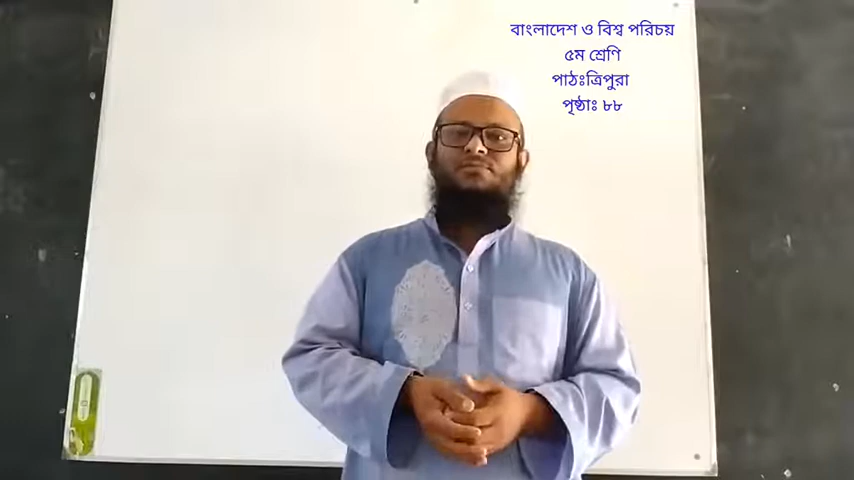 বাংলাদেশ ও বিশ্ব পরিচয়
৫ম শ্রেণি
পাঠঃত্রিপুরা
পৃষ্ঠাঃ ৮৮